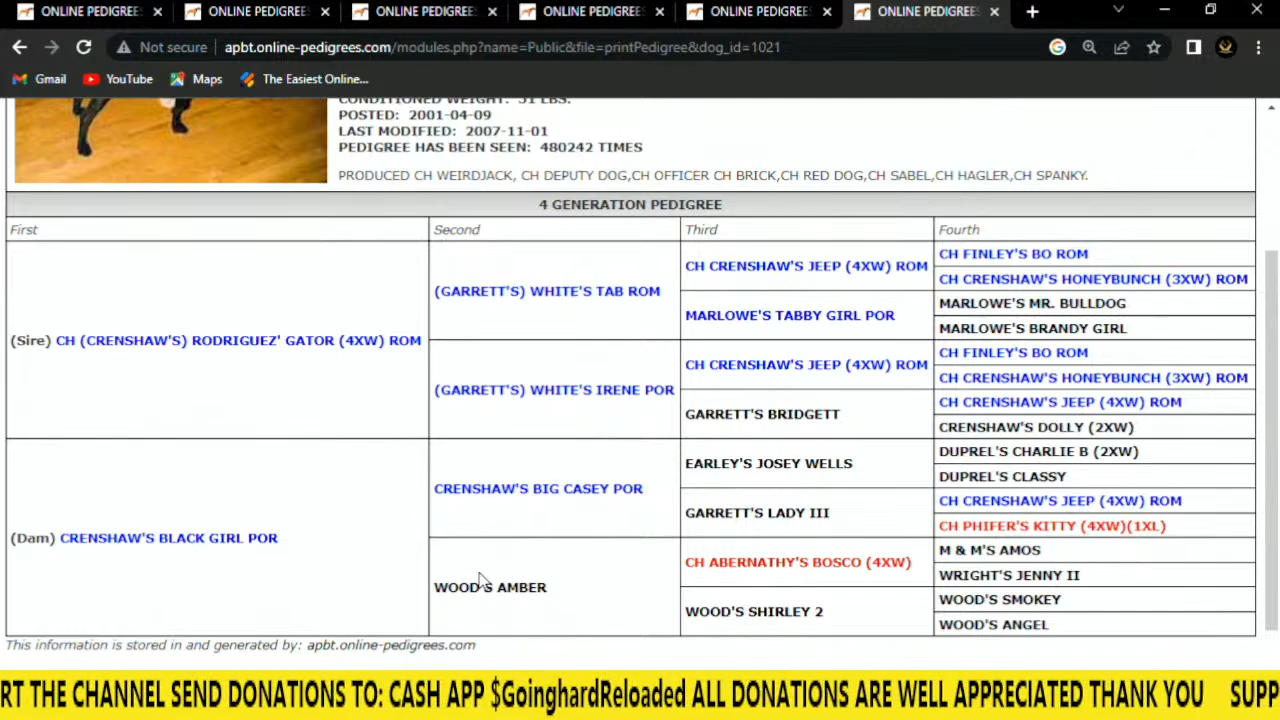 ONLINE PEDIGREES ONLINE PEDIGREES ONLINE PEDIGREES ONLINE PEDIGREES ONLINE PEDIGREES ONLINE PEDIGREES
Not secure apbt.online-pedigrees.com/modules.php?name=Public&file=printPedigree&dog_id=1021
Gmail YouTube Maps The Easiest Online...
CONDITIONED WEIGHT: 51 LBS.
POSTED: 2001-04-09
LAST MODIFIED: 2007-11-01
PEDIGREE HAS BEEN SEEN: 480242 TIMES
PRODUCED CH WEIRDJACK, CH DEPUTY DOG,CH OFFICER CH BRICK,CH RED DOG,CH SABEL,CH HAGLER,CH SPANKY.
4 GENERATION PEDIGREE
First Second Third Fourth
(Sire) CH (CRENSHAW'S) RODRIGUEZ' GATOR (4XW) ROM
(GARRETT'S) WHITE'S TAB ROM
CH CRENSHAW'S JEEP (4XW) ROM
CH FINLEY'S BO ROM
CH CRENSHAW'S HONEYBUNCH (3XW) ROM
MARLOWE'S TABBY GIRL POR
MARLOWE'S MR. BULLDOG
MARLOWE'S BRANDY GIRL
(GARRETT'S) WHITE'S IRENE POR
CH CRENSHAW'S JEEP (4XW) ROM
CH FINLEY'S BO ROM
CH CRENSHAW'S HONEYBUNCH (3XW) ROM
GARRETT'S BRIDGETT
CH CRENSHAW'S JEEP (4XW) ROM
CRENSHAW'S DOLLY (2XW)
(Dam) CRENSHAW'S BLACK GIRL POR
CRENSHAW'S BIG CASEY POR
EARLEY'S JOSEY WELLS
DUPREL'S CHARLIE B (2XW)
DUPREL'S CLASSY
GARRETT'S LADY III
CH CRENSHAW'S JEEP (4XW) ROM
CH PHIFER'S KITTY (4XW)(1XL)
WOOD'S AMBER
CH ABERNATHY'S BOSCO (4XW)
M & M'S AMOS
WRIGHT'S JENNY II
WOOD'S SHIRLEY 2
WOOD'S SMOKEY
WOOD'S ANGEL
This information is stored in and generated by: apbt.online-pedigrees.com
RT THE CHANNEL SEND DONATIONS TO: CASH APP $GoinghardReloaded ALL DONATIONS ARE WELL APPRECIATED THANK YOU SUPP